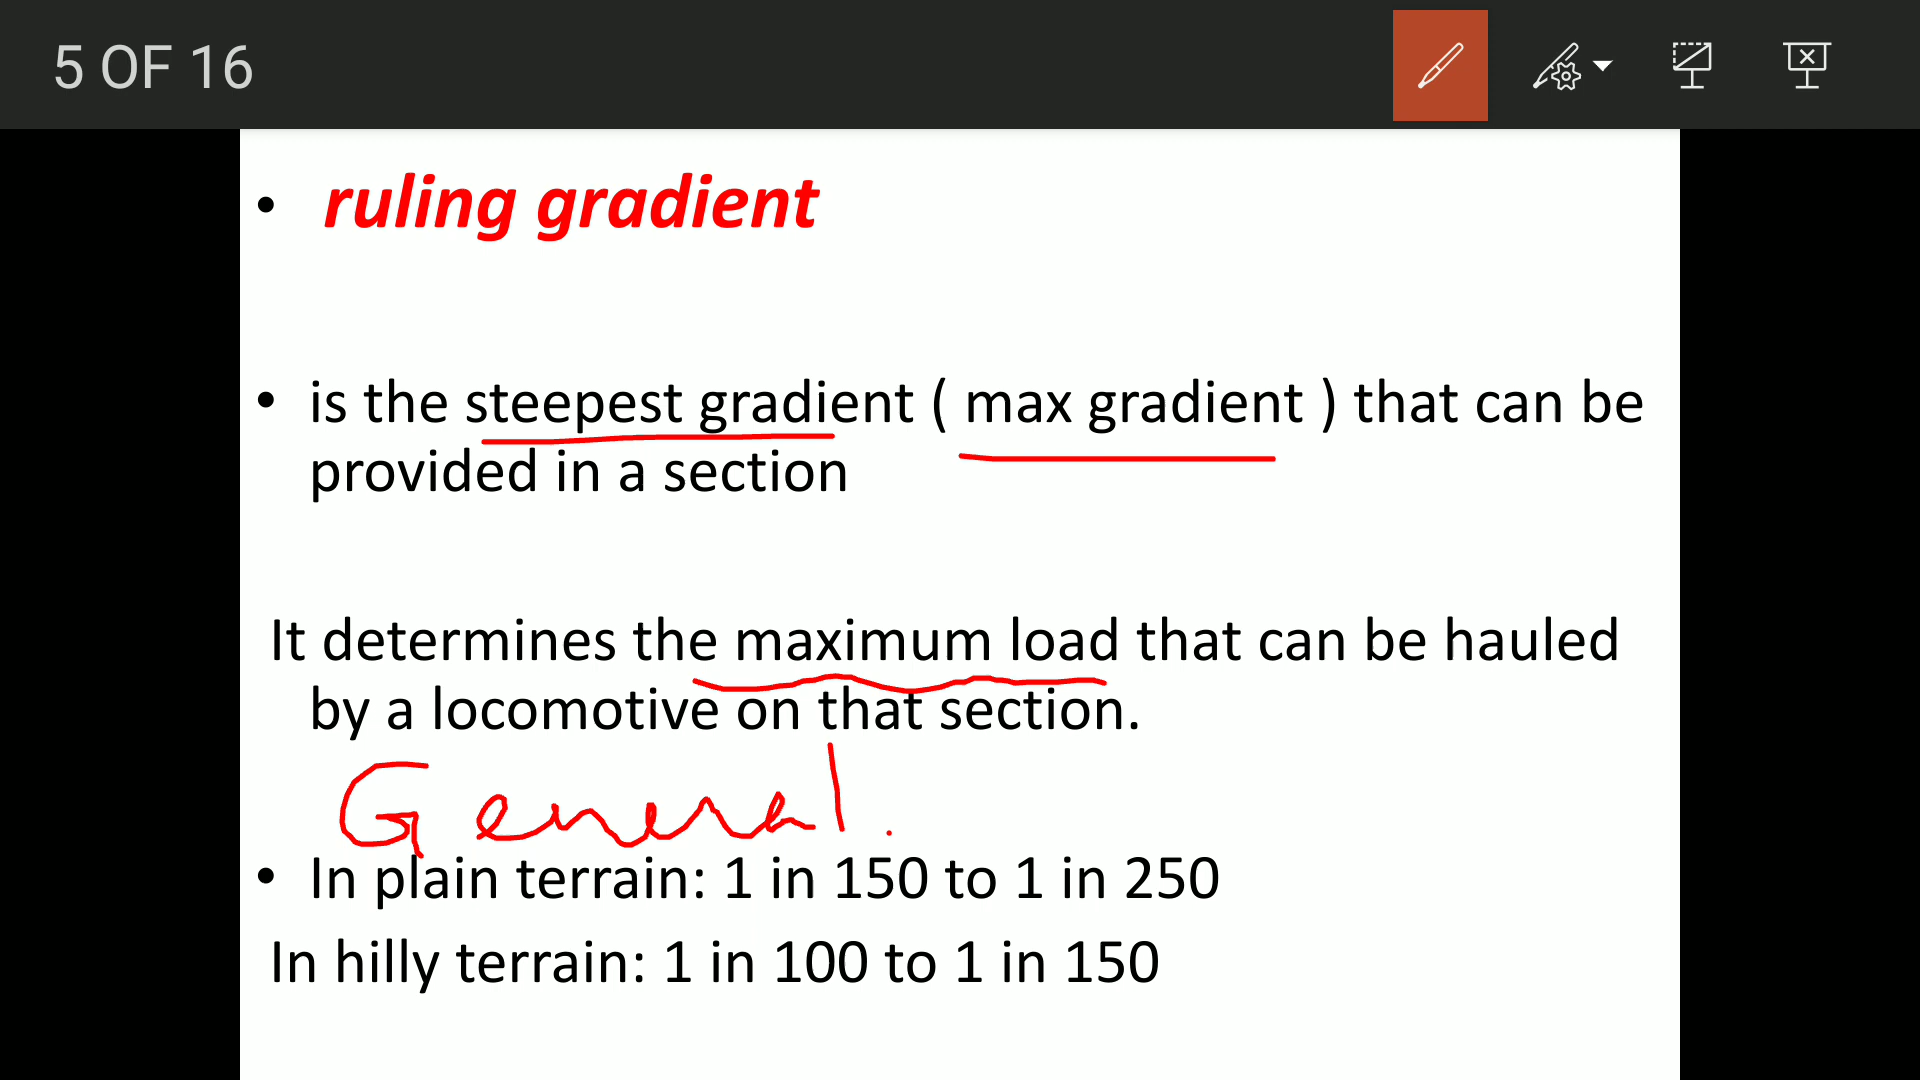 5 OF 16
• ruling gradient
• is the steepest gradient ( max gradient ) that can be
provided in a section
It determines the maximum load that can be hauled
by a locomotive on that section.
General.
• In plain terrain: 1 in 150 to 1 in 250
In hilly terrain: 1 in 100 to 1 in 150